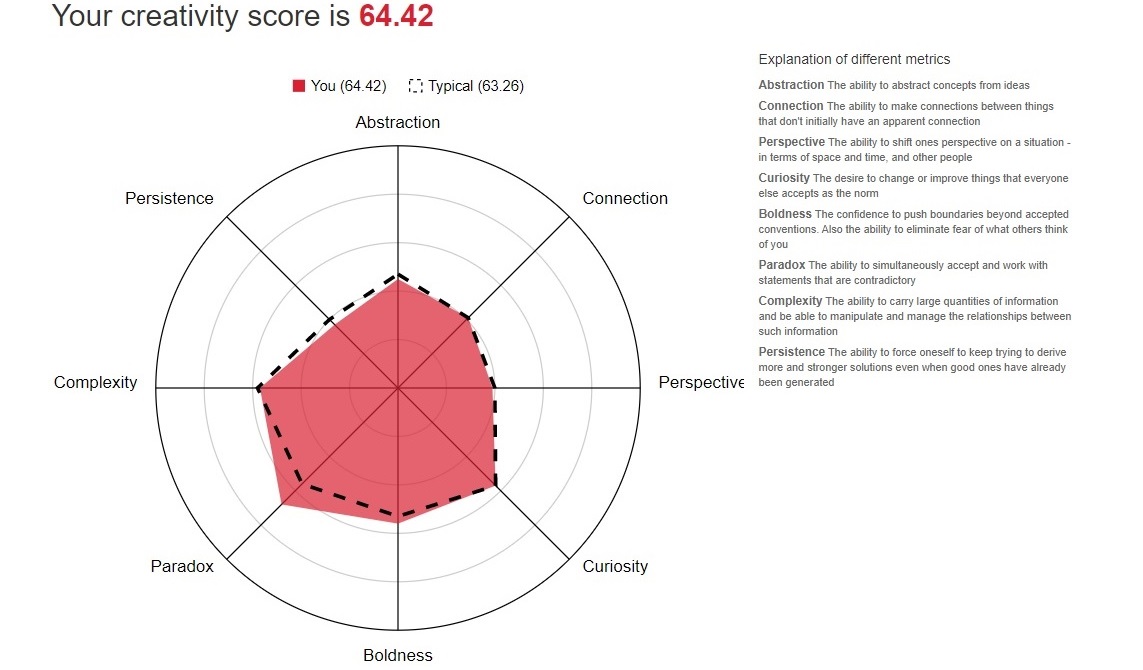 Your creativity score is 64.42
You (64.42)
Typical (63.26)
Abstraction
Persistence
Connection
Complexity
Perspective
Paradox
Curiosity
Boldness
Explanation of different metrics
Abstraction The ability to abstract concepts from ideas
Connection The ability to make connections between things
that don't initially have an apparent connection
Perspective The ability to shift ones perspective on a situation -
in terms of space and time, and other people
Curiosity The desire to change or improve things that everyone
else accepts as the norm
Boldness The confidence to push boundaries beyond accepted
conventions. Also the ability to eliminate fear of what others think
of you
Paradox The ability to simultaneously accept and work with
statements that are contradictory
Complexity The ability to carry large quantities of information
and be able to manipulate and manage the relationships between
such information
Persistence The ability to force oneself to keep trying to derive
more and stronger solutions even when good ones have already
been generated